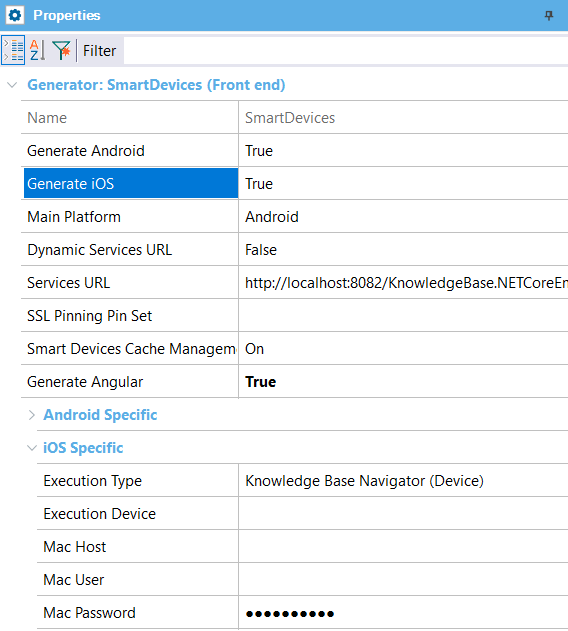 Properties
Filter
Generator: SmartDevices (Front end)
Name SmartDevices
Generate Android True
Generate iOS True
Main Platform Android
Dynamic Services URL False
Services URL http://localhost:8082/KnowledgeBase.NETCoreEn
SSL Pinning Pin Set
Smart Devices Cache Managem On
Generate Angular True
Android Specific
iOS Specific
Execution Type Knowledge Base Navigator (Device)
Execution Device
Mac Host
Mac User
Mac Password ●●●●●●●●●●